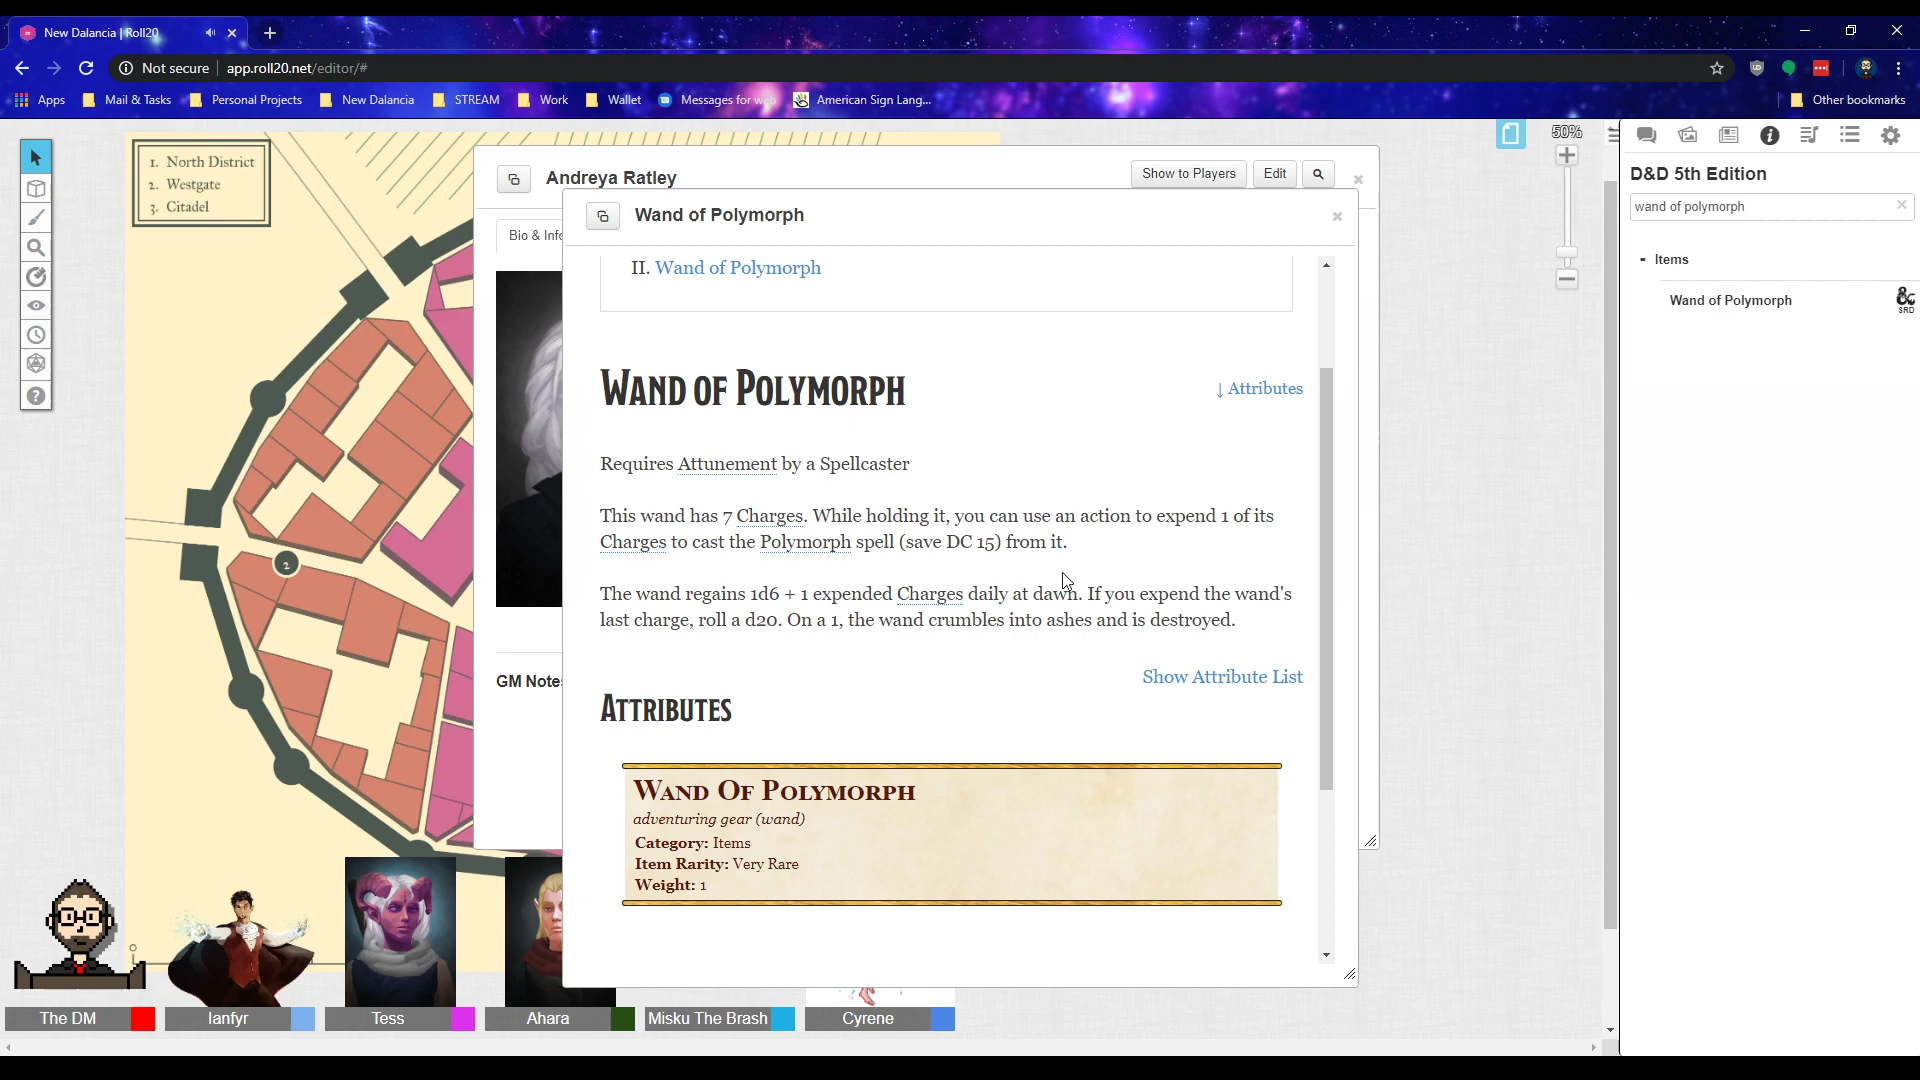 New Dalancia | Roll20
Not secure
app.roll20.net/editor/#
Apps
Mail & Tasks
Personal Projects
New Dalancia
STREAM
Work
Wallet
Messages for web
American Sign Lang...
Other bookmarks
1. North District
2. Westgate
3. Citadel
2
50%
Andreya Ratley
Show to Players
Edit
Bio & Info
GM Notes
Wand of Polymorph
II. Wand of Polymorph
WAND OF POLYMORPH
↓ Attributes
Requires Attunement by a Spellcaster
This wand has 7 Charges. While holding it, you can use an action to expend 1 of its
Charges to cast the Polymorph spell (save DC 15) from it.
The wand regains 1d6 + 1 expended Charges daily at dawn. If you expend the wand's
last charge, roll a d20. On a 1, the wand crumbles into ashes and is destroyed.
Show Attribute List
ATTRIBUTES
WAND OF POLYMORPH
adventuring gear (wand)
Category: Items
Item Rarity: Very Rare
Weight: 1
D&D 5th Edition
wand of polymorph
- Items
Wand of Polymorph
& SRD
0
The DM
Ianfyr
Tess
Ahara
Misku The Brash
Cyrene